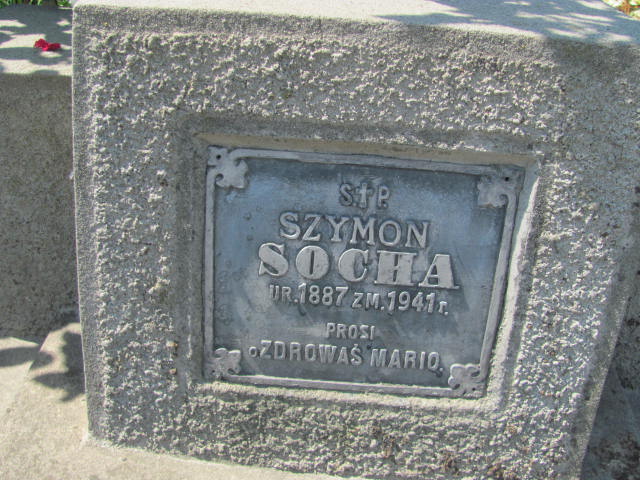 S†P.
SZYMON
SOCHA
UR.1887 ZM.1941 r.
PROSI
o ZDROWAŚ MARIO.